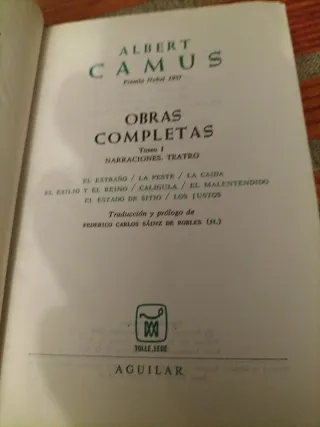 ALBERT
CAMUS
Premio Nobel 1957
OBRAS
COMPLETAS
Tomo I
NARRACIONES. TEATRO
EL EXTRAÑO / LA PESTE / LA CAIDA
EL EXILIO Y EL REINO / CALIGULA / EL MALENTENDIDO
EL ESTADO DE SITIO / LOS JUSTOS
Traducción y prólogo de
FEDERICO CARLOS SÁINZ DE ROBLES (H.)
TOLLE, LEGE
AGUILAR